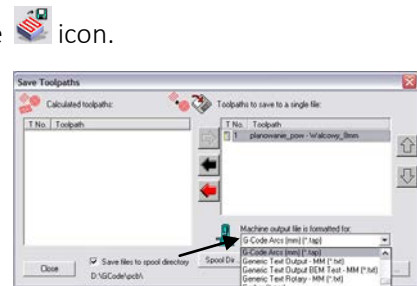 e icon.
Save Toolpaths
Calculated toolpaths:
Toolpaths to save to a single file:
T No. Toolpath
T No. Toolpath
1 planowanie_pow - Walcowy_8mm
Machine output file is formatted for:
G-Code Arcs (mm) (*.tap)
G-Code Arcs (mm) (*.tap)
Generic Text Output - MM (*.txt)
Generic Text Output BEM Test - MM (*.txt)
Generic Text Rotary - MM (*.txt)
Close
Save files to spool directory
Spool Dir...
D:\GCode\pcb\